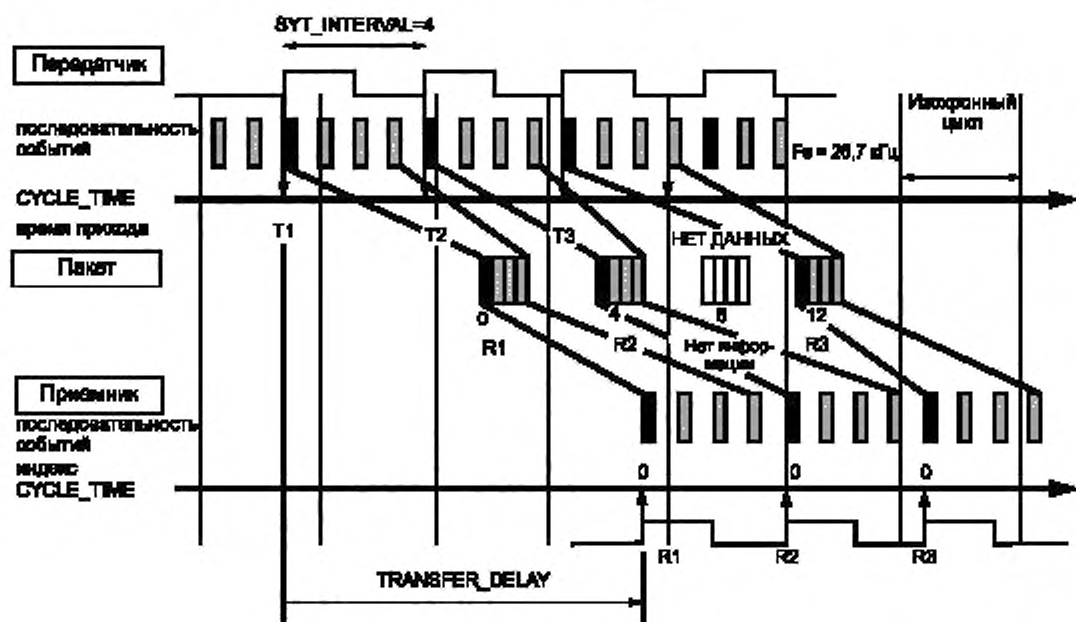 SYT_INTERVAL=4
Передатчик
последовательность
событий
Изохронный
цикл
Fs = 26,7 кГц
CYCLE_TIME
время прихода
T1
T2
T3
НЕТ ДАННЫХ
Пакет
0
4
8
12
R1
R2
Нет инфор-
мации
R3
Приёмник
последовательность
событий
индекс
0
0
0
CYCLE_TIME
R1
R2
R3
TRANSFER_DELAY